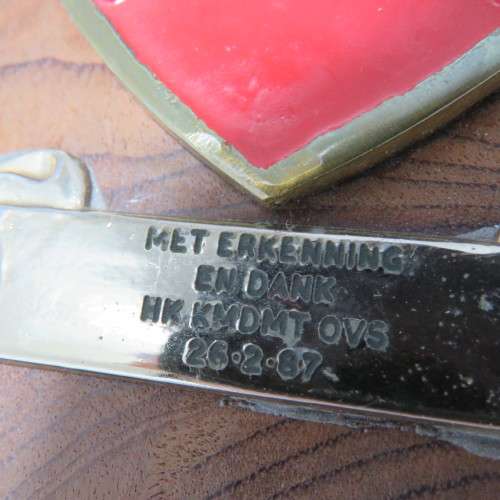 MET ERKENNING
EN DANK
HK KMDMT OVS
26·2·87